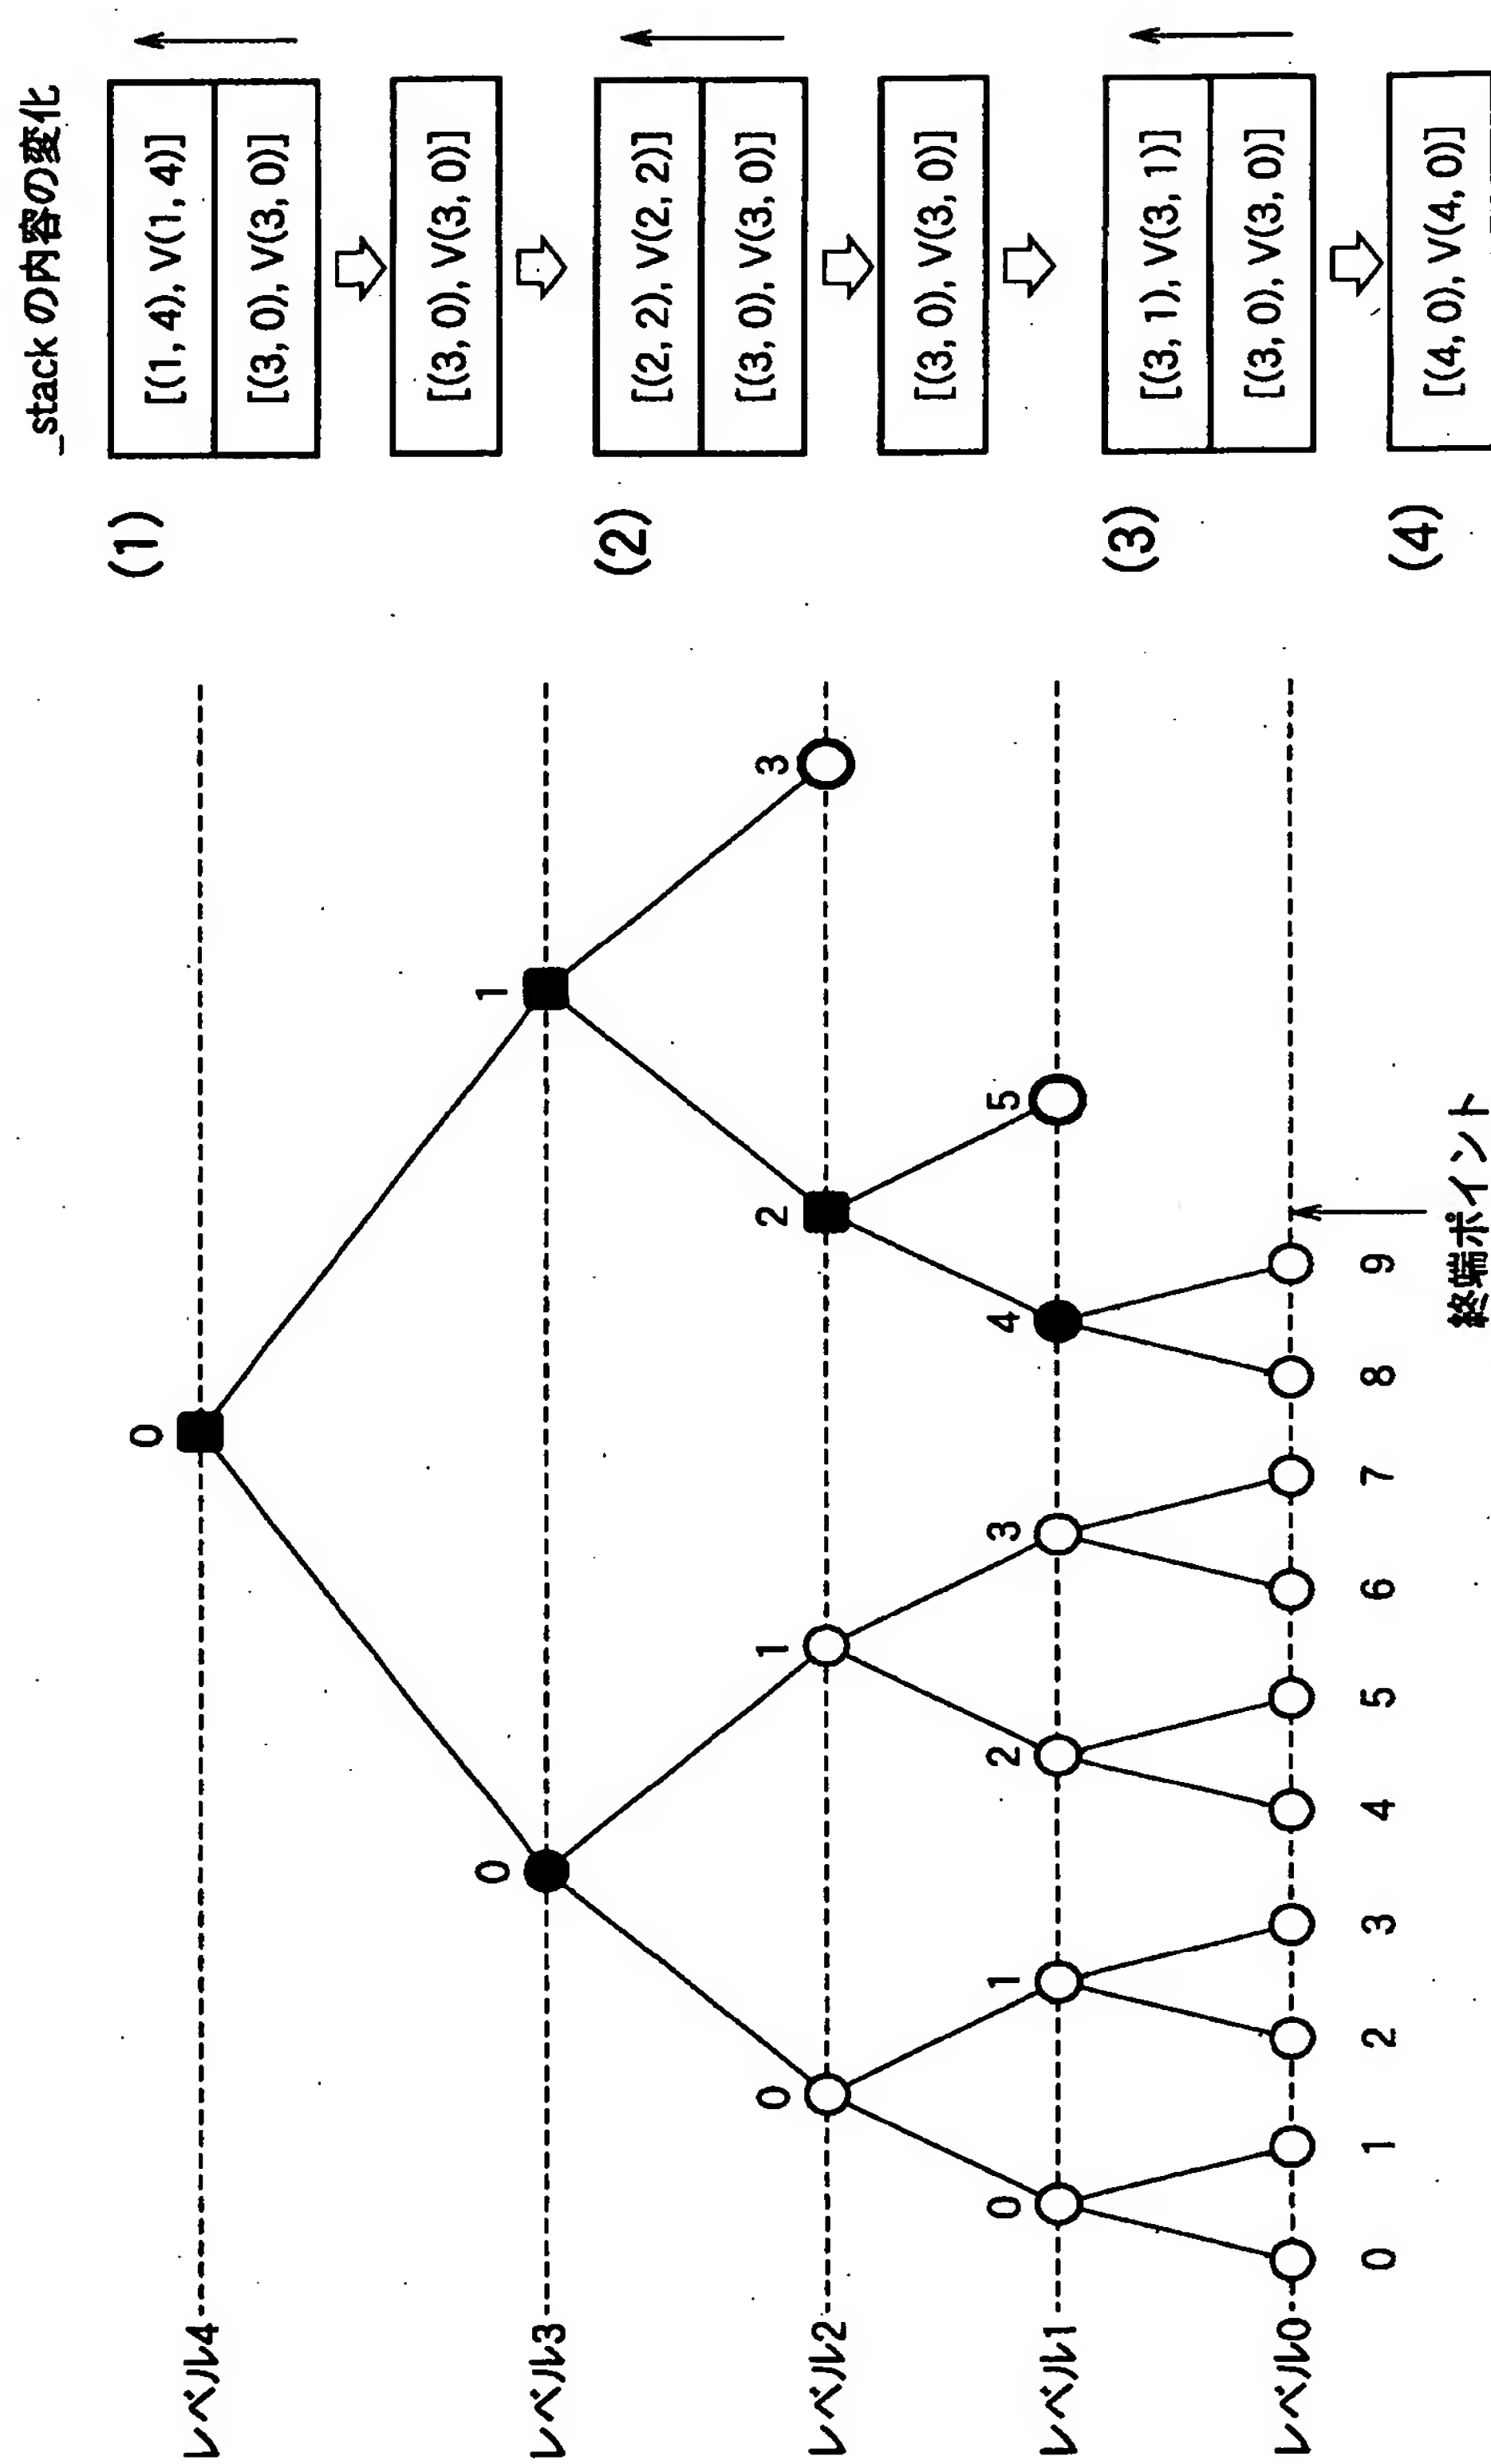 _stack の内容の変化
(1)
[(1, 4), V(1, 4)]
[(3, 0), V(3, 0)]
[(3, 0), V(3, 0)]
(2)
[(2, 2), V(2, 2)]
[(3, 0), V(3, 0)]
[(3, 0), V(3, 0)]
(3)
[(3, 1), V(3, 1)]
[(3, 0), V(3, 0)]
(4)
[(4, 0), V(4, 0)]
レベル4
0
レベル3
0 1
レベル2
0 1 2 3
レベル1
0 1 2 3 4 5
レベル0
0 1 2 3 4 5 6 7 8 9
終端ポイント